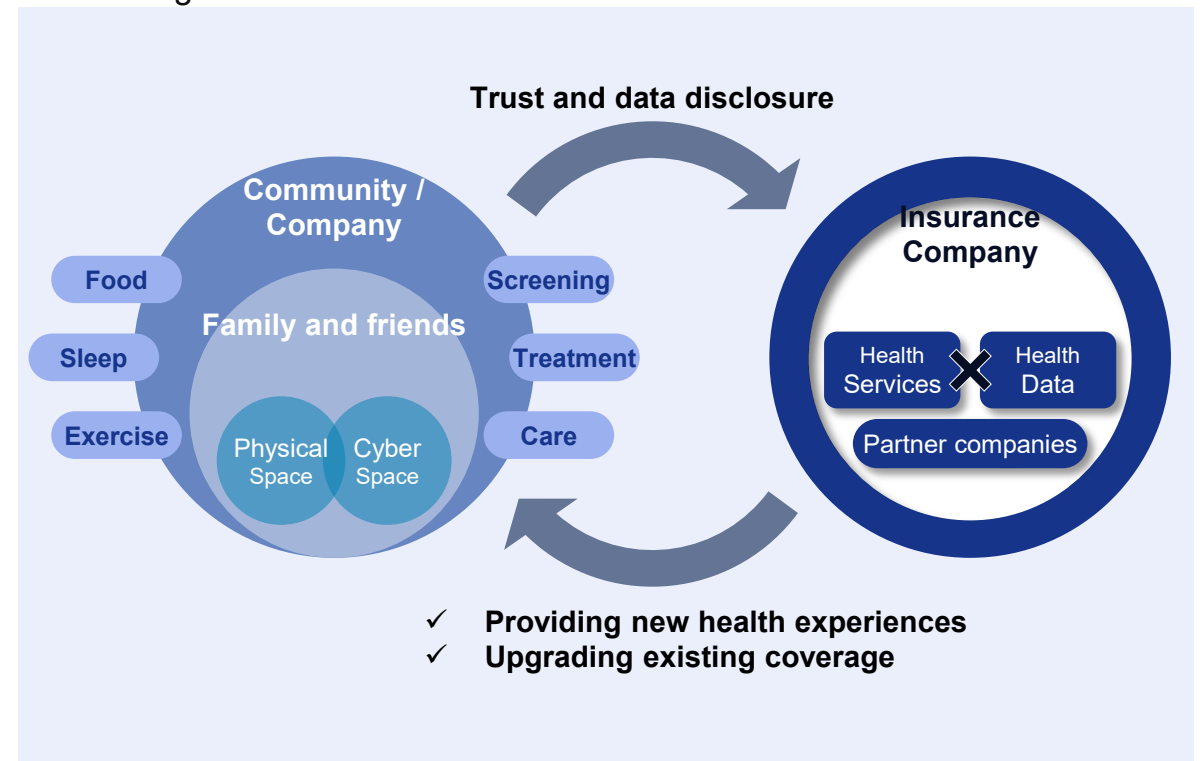 Trust and data disclosure
Community /
Company
Family and friends
Food
Sleep
Exercise
Screening
Treatment
Care
Physical
Space
Cyber
Space
Insurance
Company
Health
Services
Health
Data
Partner companies
✓ Providing new health experiences
✓ Upgrading existing coverage